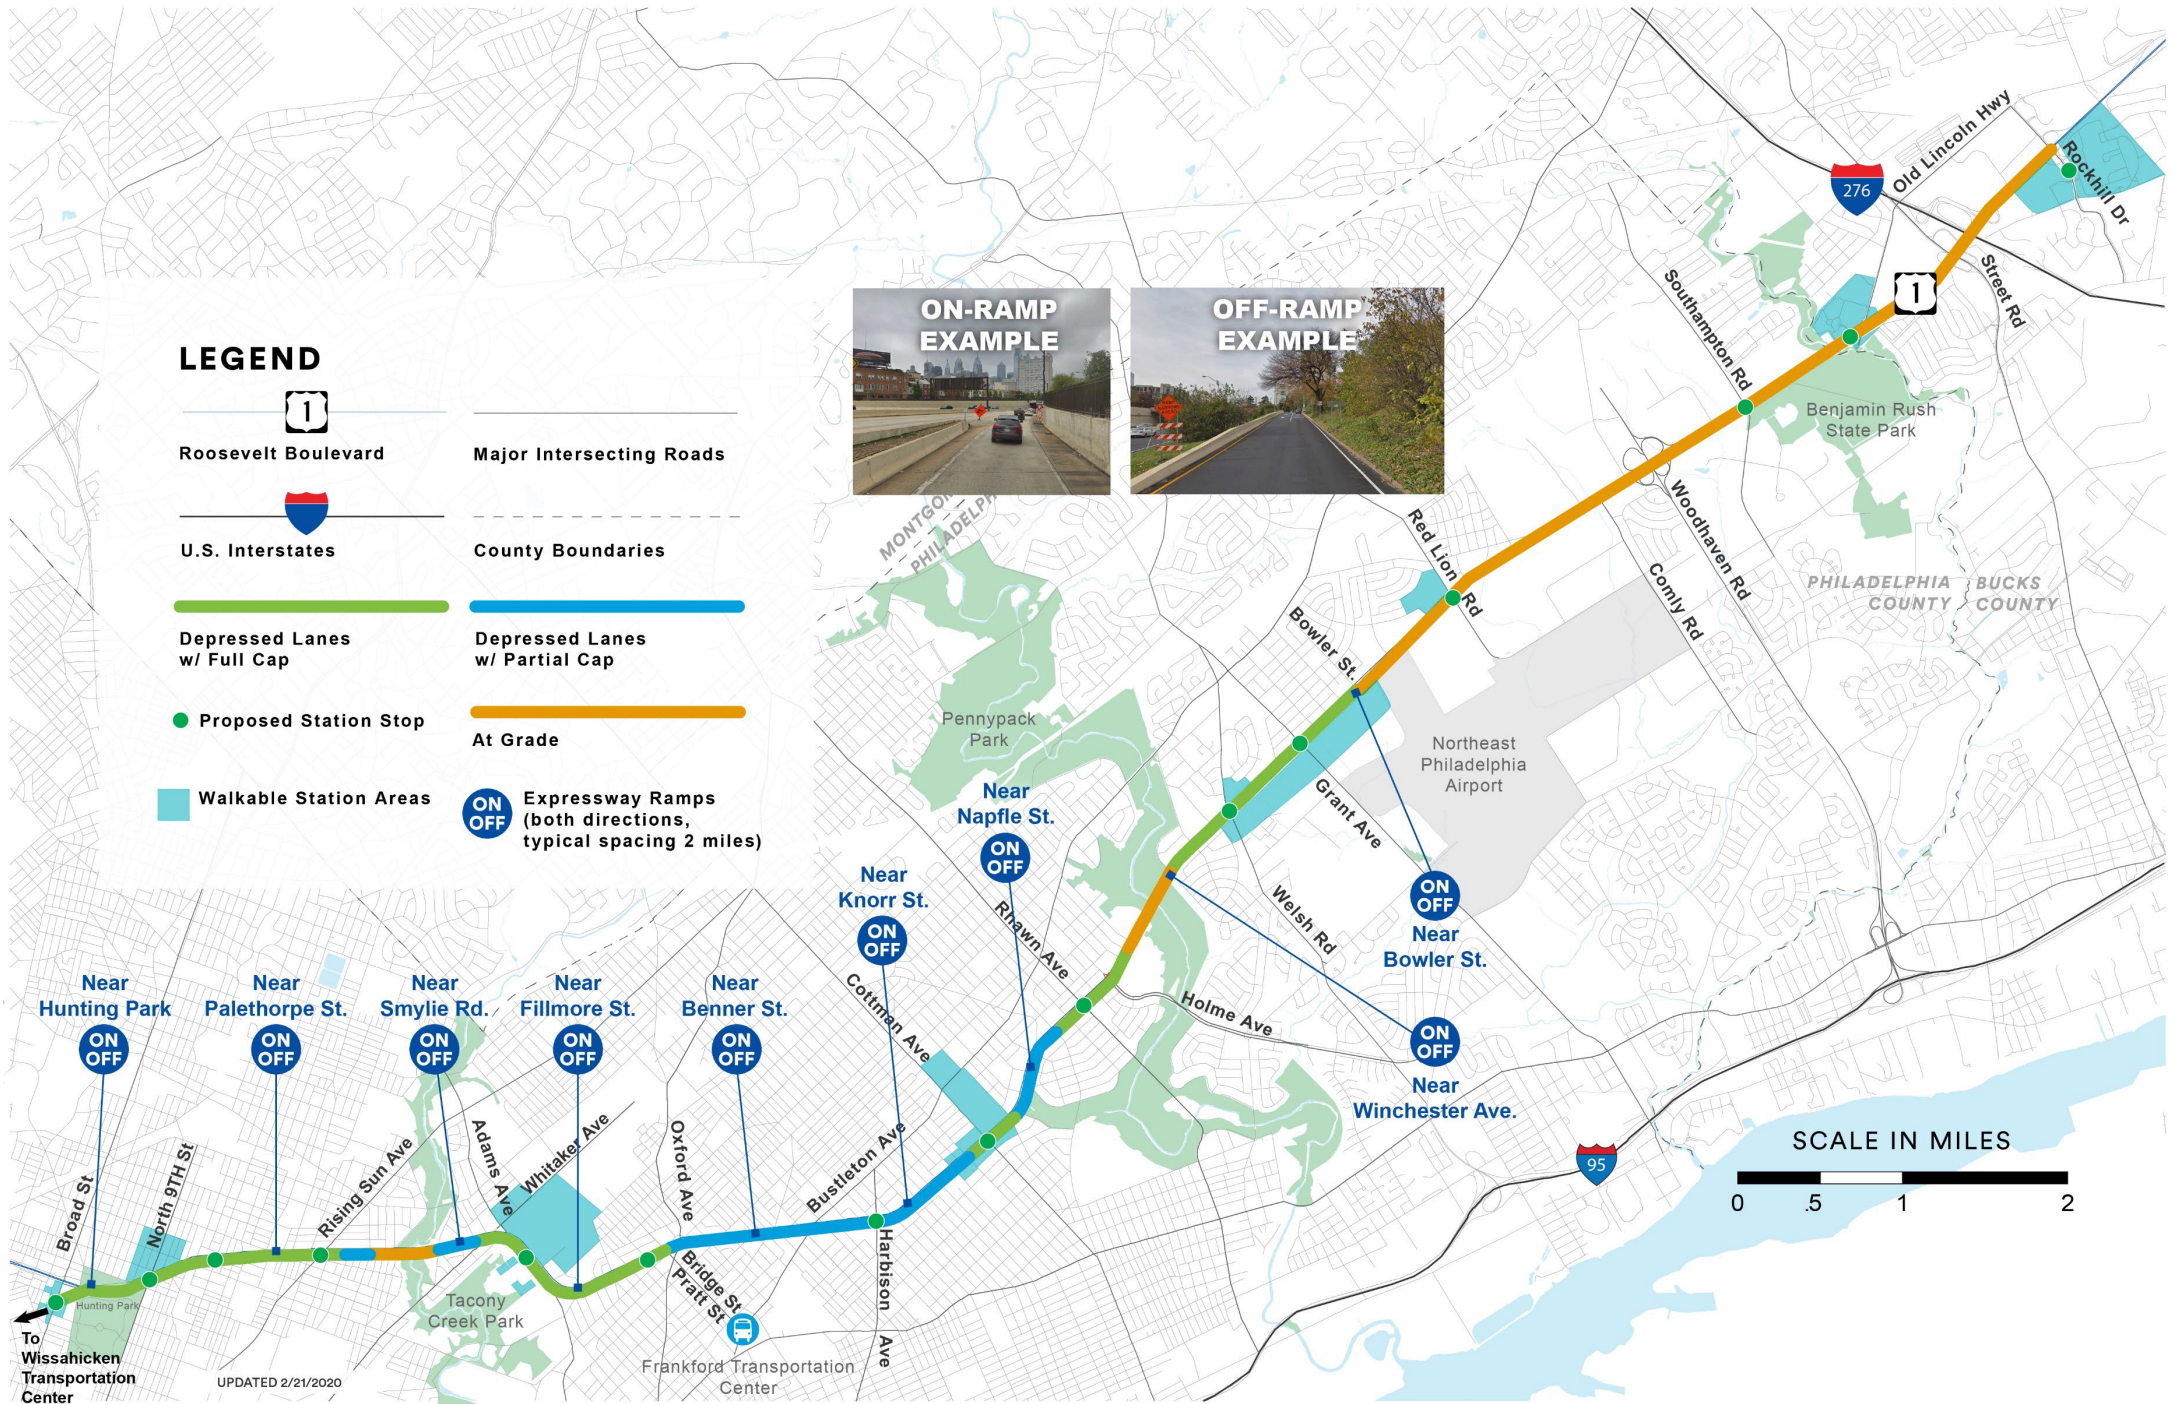 LEGEND
1
Roosevelt Boulevard
Major Intersecting Roads
U.S. Interstates
County Boundaries
Depressed Lanes
w/ Full Cap
Depressed Lanes
w/ Partial Cap
Proposed Station Stop
At Grade
Walkable Station Areas
ON
OFF
Expressway Ramps
(both directions,
typical spacing 2 miles)
ON-RAMP
EXAMPLE
OFF-RAMP
EXAMPLE
276
Old Lincoln Hwy
Rockhill Dr
1
Street Rd
Southampton Rd
Benjamin Rush
State Park
Woodhaven Rd
Comly Rd
Red Lion Rd
PHILADELPHIA
COUNTY
BUCKS
COUNTY
Bowler St.
Pennypack
Park
Northeast
Philadelphia
Airport
Grant Ave
Welsh Rd
Holme Ave
Rhawn Ave
Cottman Ave
Near
Napfle St.
ON
OFF
Near
Knorr St.
ON
OFF
ON
OFF
Near
Bowler St.
ON
OFF
Near
Winchester Ave.
Near
Hunting Park
ON
OFF
Near
Palethorpe St.
ON
OFF
Near
Smylie Rd.
ON
OFF
Near
Fillmore St.
ON
OFF
Near
Benner St.
ON
OFF
Broad St
North 9TH St
Rising Sun Ave
Adams Ave
Whitaker Ave
Oxford Ave
Bustleton Ave
Harbison Ave
Bridge St
Pratt St
Hunting Park
Tacony
Creek Park
Frankford Transportation
Center
To
Wissahicken
Transportation
Center
UPDATED 2/21/2020
95
SCALE IN MILES
0 .5 1 2